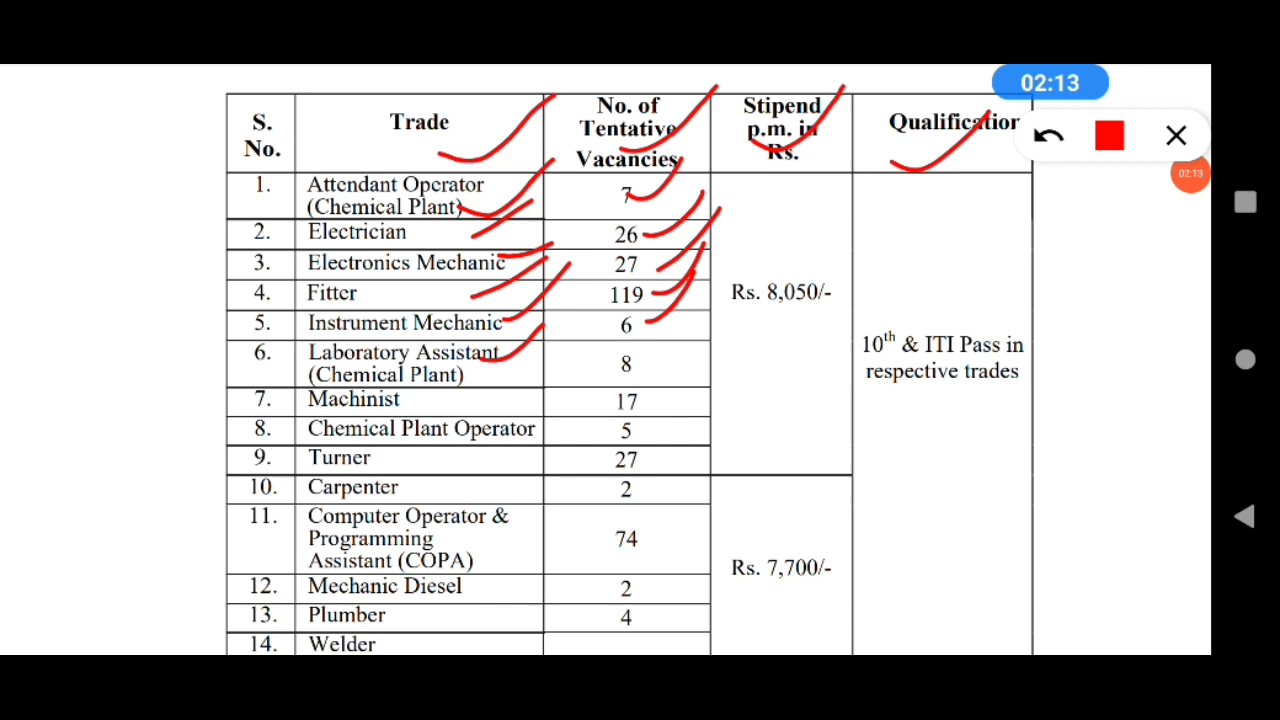 02:13
S. No.
Trade
No. of Tentative Vacancies
Stipend p.m. in Rs.
Qualification
02:13
1. Attendant Operator (Chemical Plant) 7
2. Electrician 26
3. Electronics Mechanic 27
4. Fitter 119
5. Instrument Mechanic 6
6. Laboratory Assistant (Chemical Plant) 8
7. Machinist 17
8. Chemical Plant Operator 5
9. Turner 27
Rs. 8,050/-
10th & ITI Pass in
respective trades
10. Carpenter 2
11. Computer Operator & Programming Assistant (COPA) 74
12. Mechanic Diesel 2
13. Plumber 4
14. Welder
Rs. 7,700/-